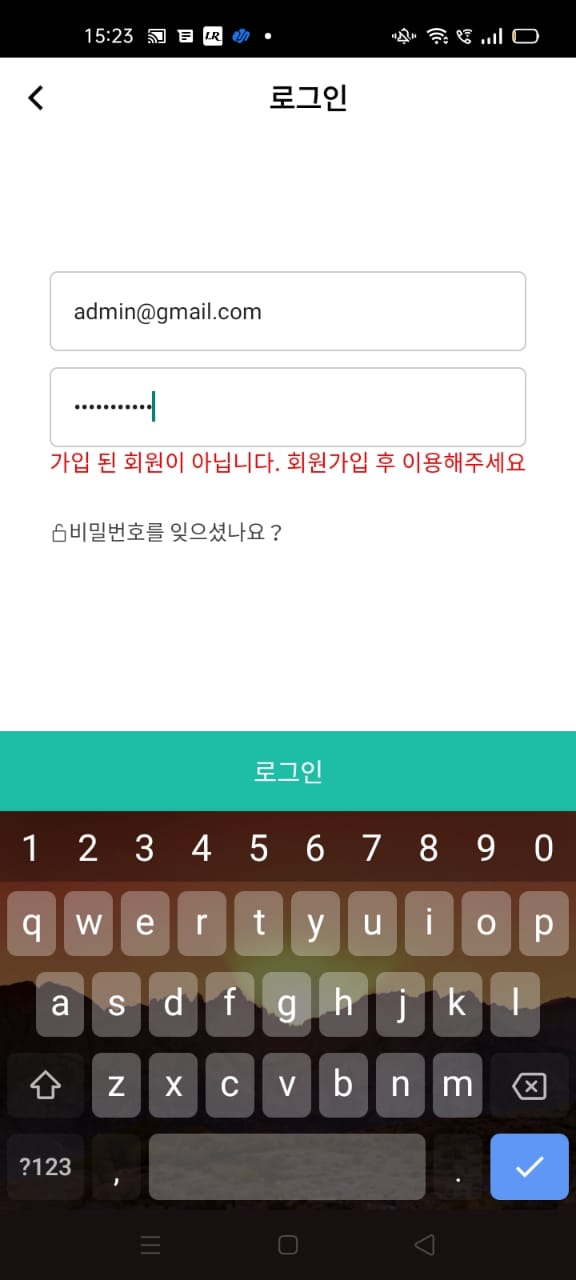 15:23
로그인
admin@gmail.com
•••••••••••
가입 된 회원이 아닙니다. 회원가입 후 이용해주세요
비밀번호를 잊으셨나요 ?
로그인
1 2 3 4 5 6 7 8 9 0
q w e r t y u i o p
a s d f g h j k l
z x c v b n m
?123 , .